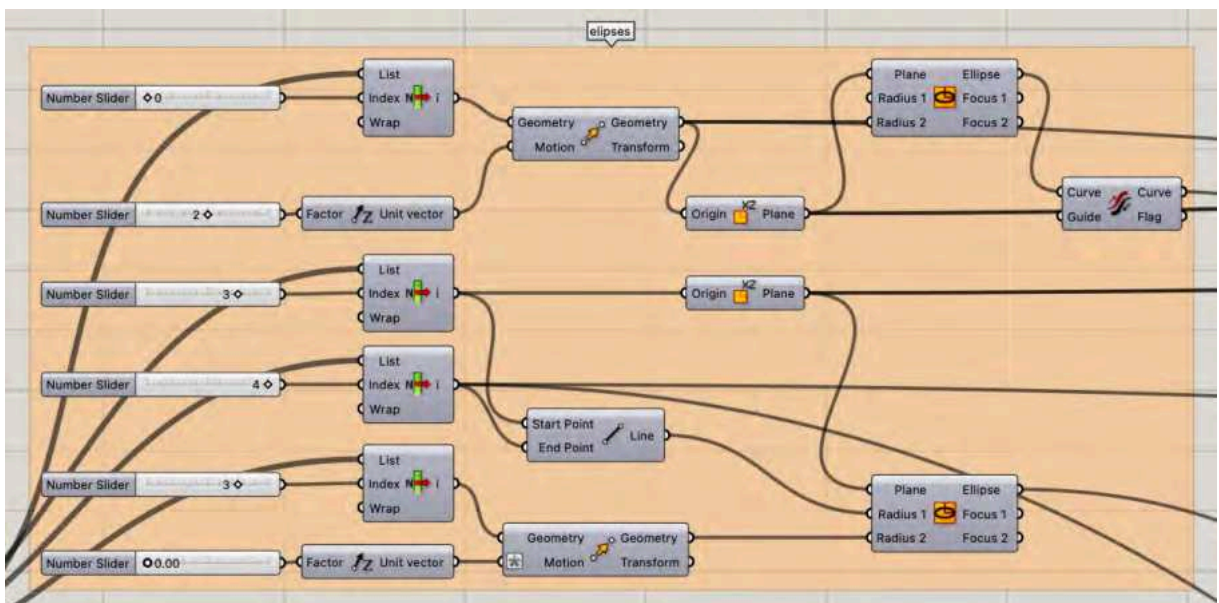 elipses
List
Number Slider 0 Index N i
Wrap
Geometry Geometry
Motion Transform
Number Slider 2 Factor Z Unit vector
Plane Ellipse
Radius 1 Focus 1
Radius 2 Focus 2
XZ
Origin Plane
Curve Curve
Guide Flag
List
Number Slider 3 Index N i
Wrap
XZ
Origin Plane
List
Number Slider 4 Index N i
Wrap
Start Point Line
End Point
List
Number Slider 3 Index N i
Wrap
Geometry Geometry
Motion Transform
Number Slider 0.00 Factor Z Unit vector
Plane Ellipse
Radius 1 Focus 1
Radius 2 Focus 2